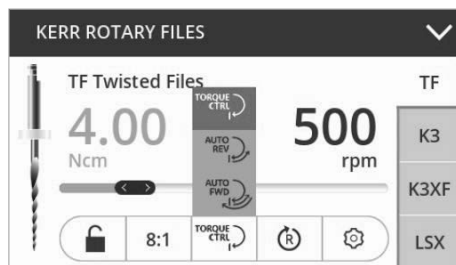 KERR ROTARY FILES
TF Twisted Files
TF
4.00
Ncm
500
rpm
K3
K3XF
LSX
TORQUE
CTRL
AUTO
REV
AUTO
FWD
8:1
TORQUE
CTRL
R